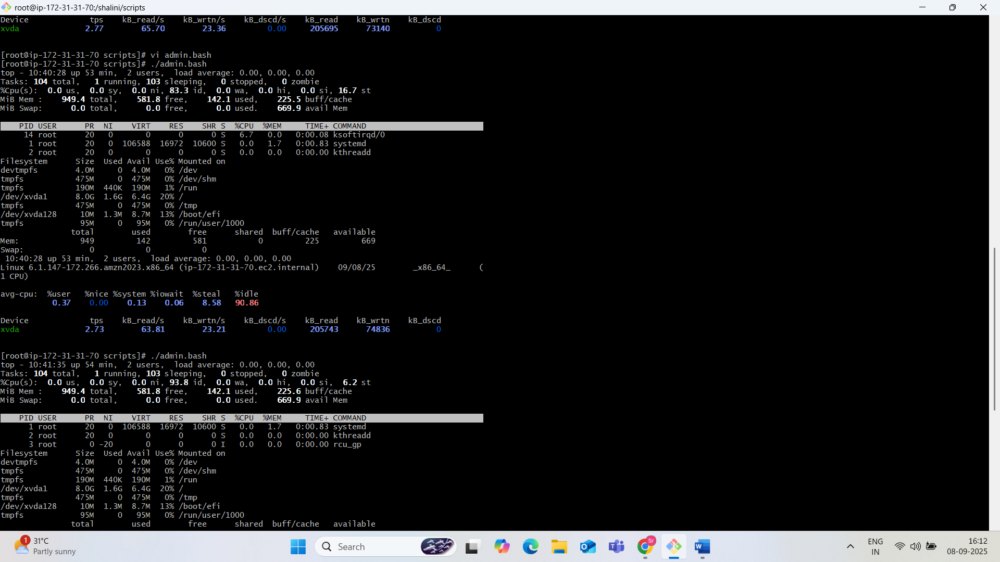 root@ip-172-31-31-70:/shalini/scripts
Device             tps    kB_read/s    kB_wrtn/s    kB_dscd/s    kB_read    kB_wrtn    kB_dscd
xvda              2.77        65.70        23.36         0.00     205695      73140          0
[root@ip-172-31-31-70 scripts]# vi admin.bash
[root@ip-172-31-31-70 scripts]# ./admin.bash
top - 10:40:28 up 53 min,  2 users,  load average: 0.00, 0.00, 0.00
Tasks: 104 total,   1 running, 103 sleeping,   0 stopped,   0 zombie
%Cpu(s):  0.0 us,  0.0 sy,  0.0 ni, 83.3 id,  0.0 wa,  0.0 hi,  0.0 si, 16.7 st
MiB Mem :    949.4 total,    581.8 free,    142.1 used,    225.5 buff/cache
MiB Swap:      0.0 total,      0.0 free,      0.0 used.    669.9 avail Mem
    PID USER      PR  NI    VIRT    RES    SHR S  %CPU  %MEM     TIME+ COMMAND
     14 root      20   0       0      0      0 S   6.7   0.0   0:00.08 ksoftirqd/0
      1 root      20   0  106588  16972  10600 S   0.0   1.7   0:00.83 systemd
      2 root      20   0       0      0      0 S   0.0   0.0   0:00.00 kthreadd
Filesystem      Size  Used Avail Use% Mounted on
devtmpfs        4.0M     0  4.0M   0% /dev
tmpfs           475M     0  475M   0% /dev/shm
tmpfs           190M  440K  190M   1% /run
/dev/xvda1      8.0G  1.6G  6.4G  20% /
tmpfs           475M     0  475M   0% /tmp
/dev/xvda128     10M  1.3M  8.7M  13% /boot/efi
tmpfs            95M     0   95M   0% /run/user/1000
               total        used        free      shared  buff/cache   available
Mem:             949         142         581           0         225         669
Swap:              0           0           0
 10:40:28 up 53 min,  2 users,  load average: 0.00, 0.00, 0.00
Linux 6.1.147-172.266.amzn2023.x86_64 (ip-172-31-31-70.ec2.internal)    09/08/25        _x86_64_      (
1 CPU)
avg-cpu:  %user   %nice %system %iowait  %steal   %idle
           0.37    0.00    0.13    0.06    8.58   90.86
Device             tps    kB_read/s    kB_wrtn/s    kB_dscd/s    kB_read    kB_wrtn    kB_dscd
xvda              2.73        63.81        23.21         0.00     205743      74836          0
[root@ip-172-31-31-70 scripts]# ./admin.bash
top - 10:41:35 up 54 min,  2 users,  load average: 0.00, 0.00, 0.00
Tasks: 104 total,   1 running, 103 sleeping,   0 stopped,   0 zombie
%Cpu(s):  0.0 us,  0.0 sy,  0.0 ni, 93.8 id,  0.0 wa,  0.0 hi,  0.0 si,  6.2 st
MiB Mem :    949.4 total,    581.8 free,    142.1 used,    225.6 buff/cache
MiB Swap:      0.0 total,      0.0 free,      0.0 used.    669.9 avail Mem
    PID USER      PR  NI    VIRT    RES    SHR S  %CPU  %MEM     TIME+ COMMAND
      1 root      20   0  106588  16972  10600 S   0.0   1.7   0:00.83 systemd
      2 root      20   0       0      0      0 S   0.0   0.0   0:00.00 kthreadd
      3 root       0 -20       0      0      0 I   0.0   0.0   0:00.00 rcu_gp
Filesystem      Size  Used Avail Use% Mounted on
devtmpfs        4.0M     0  4.0M   0% /dev
tmpfs           475M     0  475M   0% /dev/shm
tmpfs           190M  440K  190M   1% /run
/dev/xvda1      8.0G  1.6G  6.4G  20% /
tmpfs           475M     0  475M   0% /tmp
/dev/xvda128     10M  1.3M  8.7M  13% /boot/efi
tmpfs            95M     0   95M   0% /run/user/1000
               total        used        free      shared  buff/cache   available
1
31°C
Partly sunny
Search
Sr
ENG
IN
16:12
08-09-2025